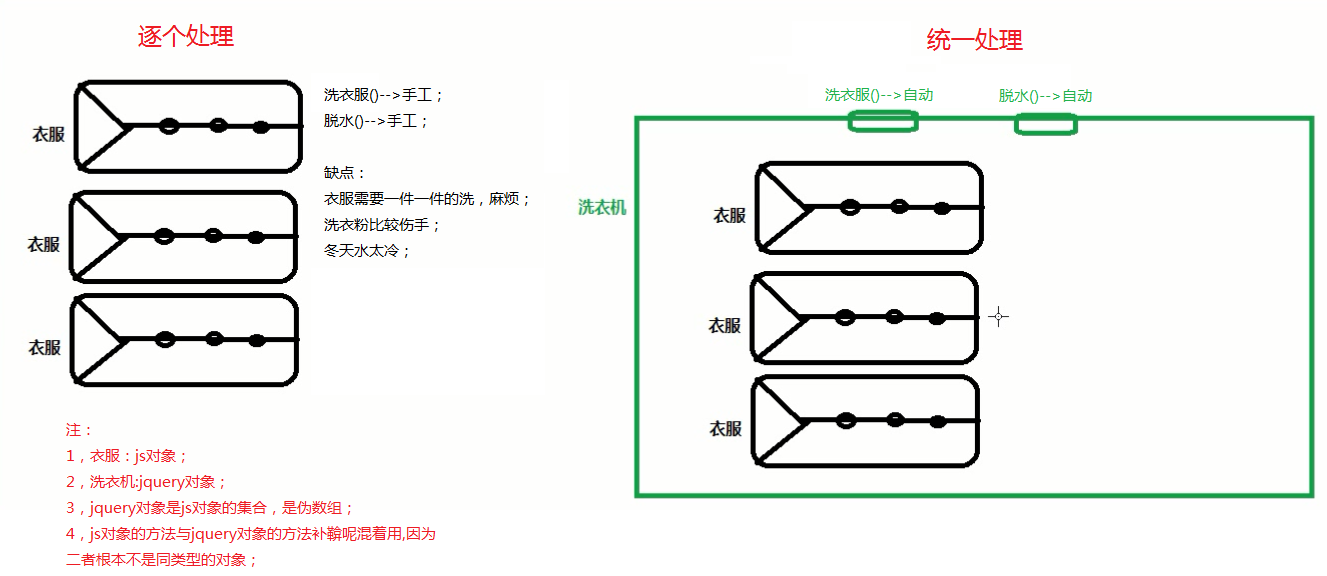 逐个处理
衣服
洗衣服()-->手工；
脱水()-->手工；
缺点：
衣服需要一件一件的洗，麻烦；
洗衣粉比较伤手；
冬天水太冷；
衣服
衣服
注：
1，衣服：js对象；
2，洗衣机:jquery对象；
3，jquery对象是js对象的集合，是伪数组；
4，js对象的方法与jquery对象的方法补鞥呢混着用,因为
二者根本不是同类型的对象；
统一处理
洗衣服()-->自动
脱水()-->自动
洗衣机
衣服
衣服
衣服